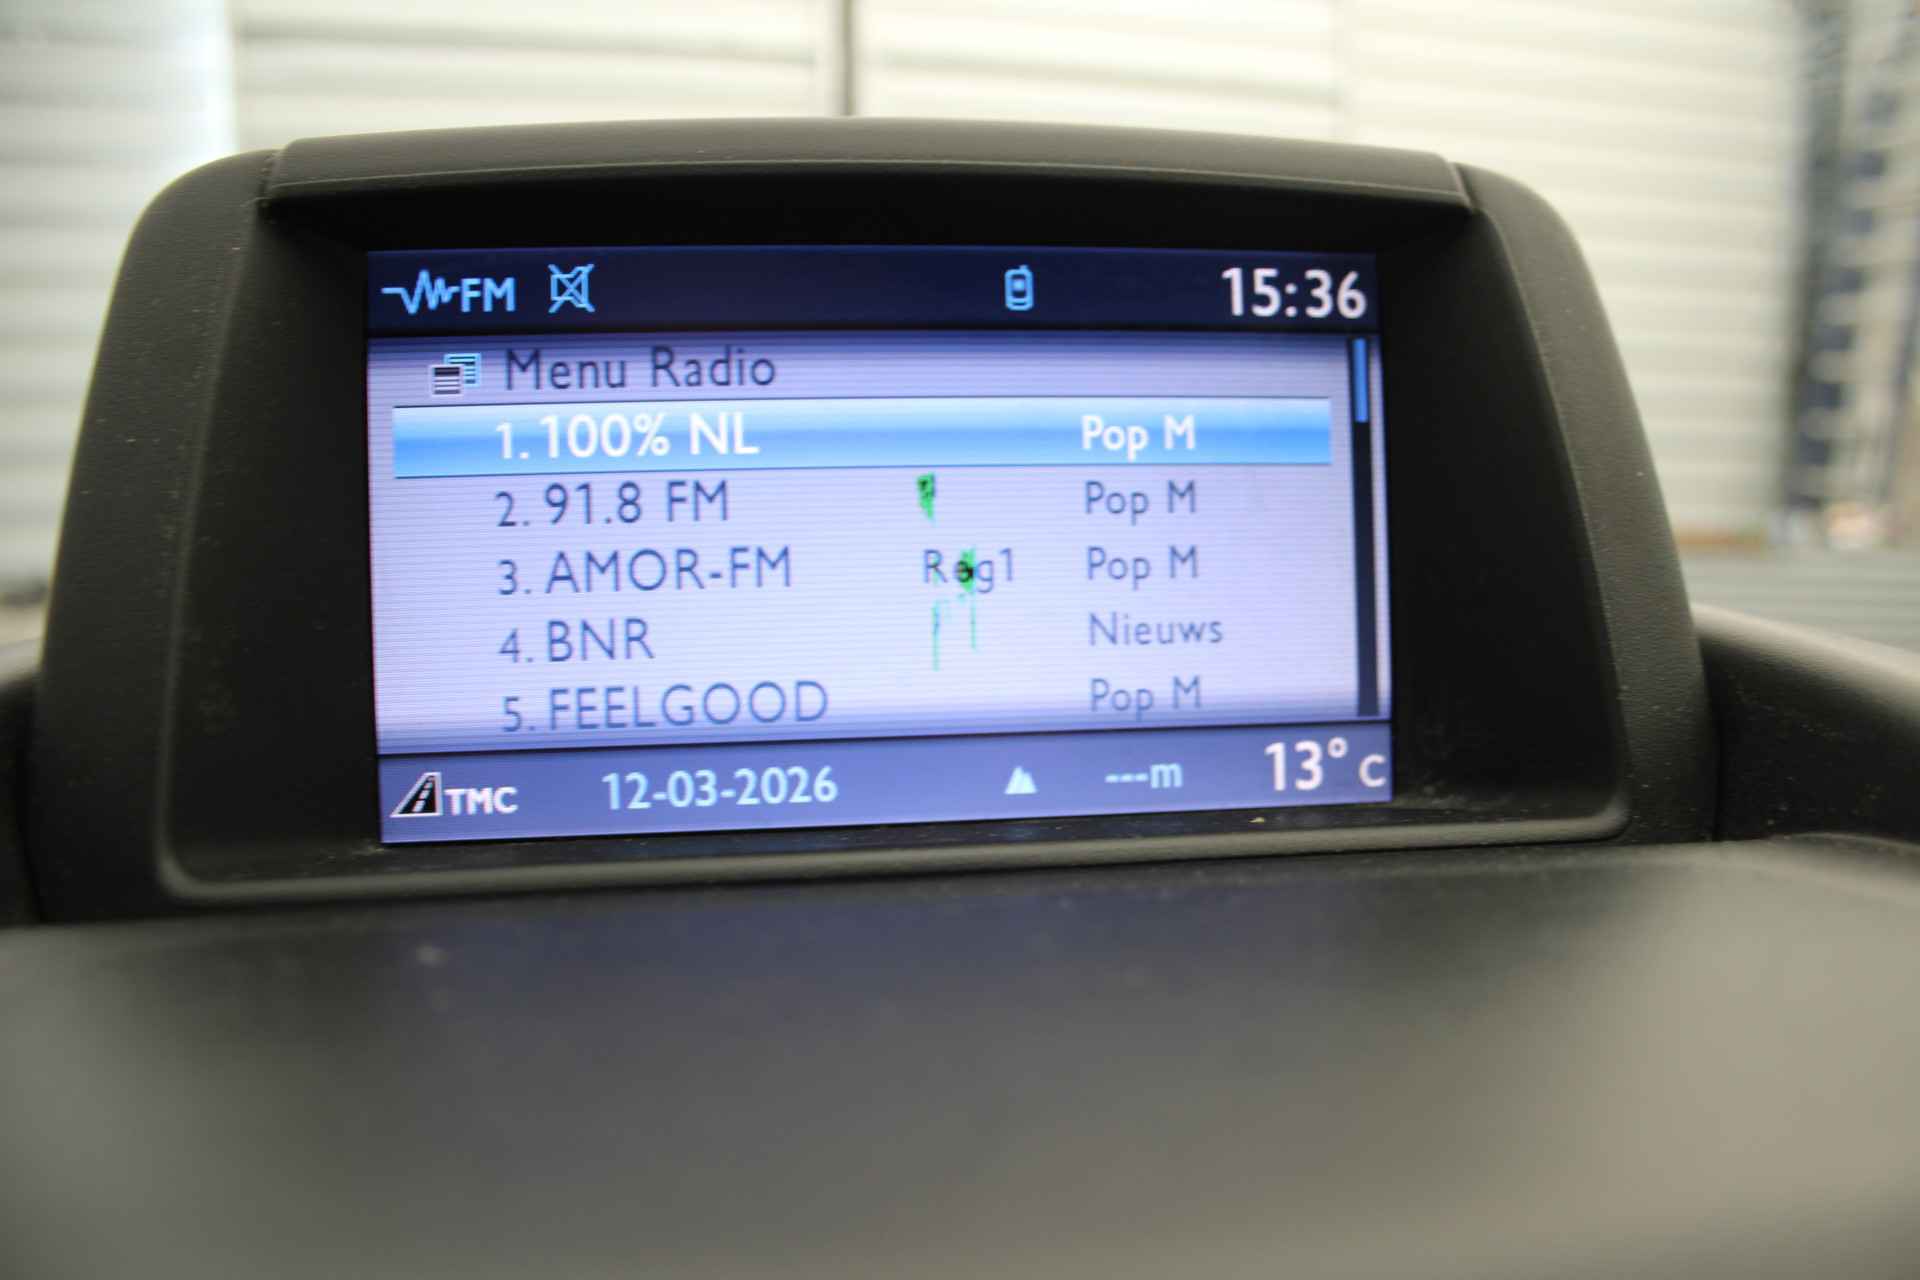 FM 15:36
Menu Radio
1. 100% NL Pop M
2. 91.8 FM Pop M
3. AMOR-FM Reg1 Pop M
4. BNR Nieuws
5. FEELGOOD Pop M
TMC 12-03-2026 ---m 13° C